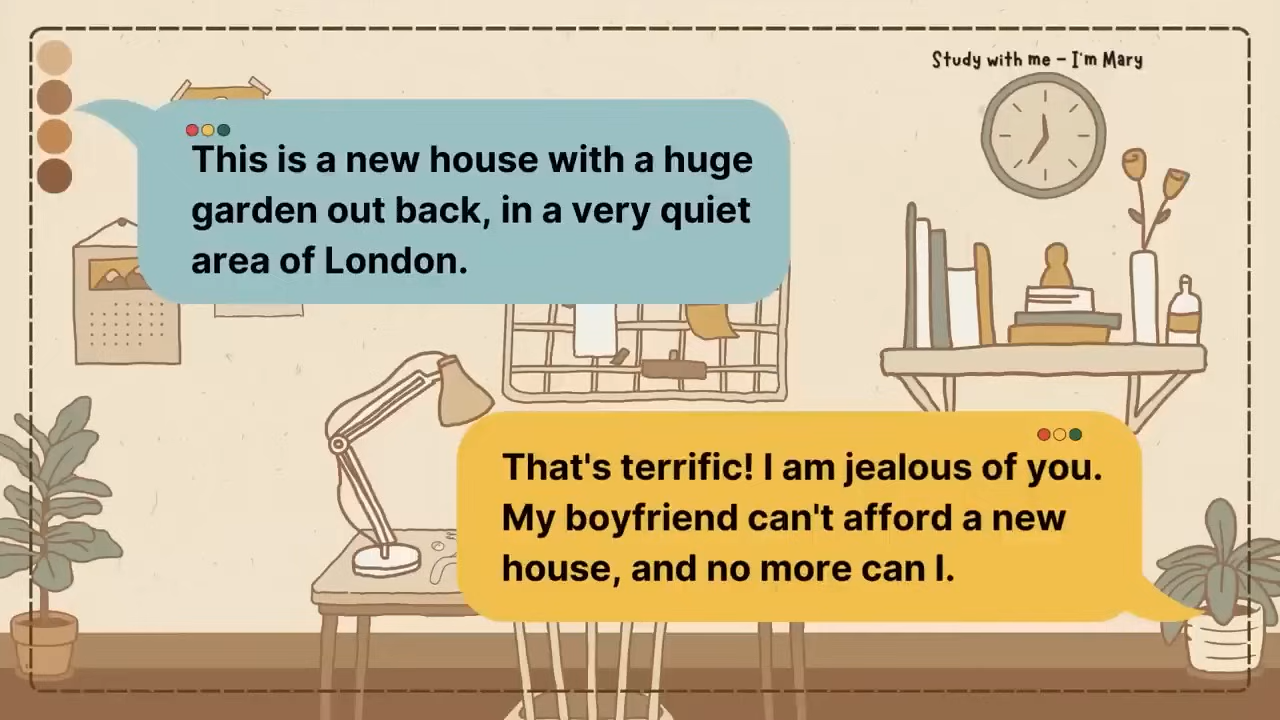 Study with me - I'm Mary
This is a new house with a huge
garden out back, in a very quiet
area of London.
That's terrific! I am jealous of you.
My boyfriend can't afford a new
house, and no more can I.